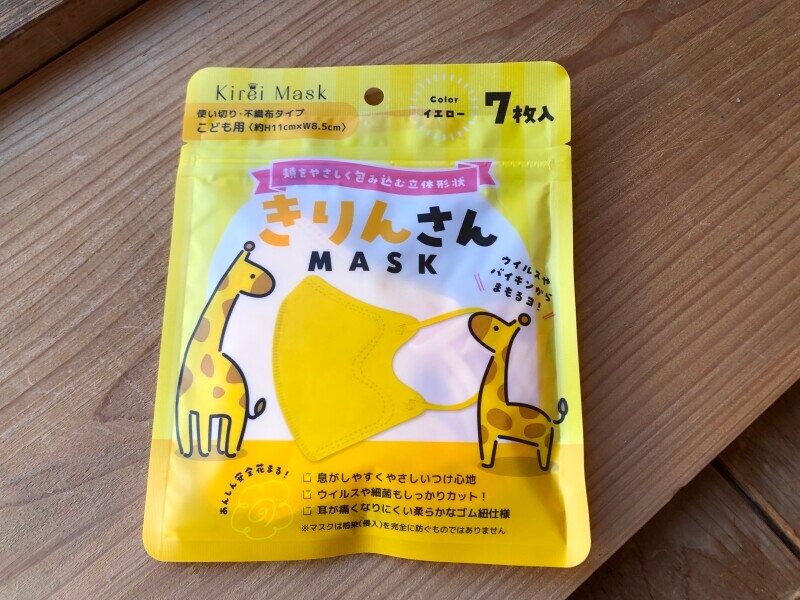 Kirei Mask
使い切り・不織布タイプ
こども用〈約H11cm×W8.5cm〉
Color
イエロー
7枚入
顔をやさしく包み込む立体形状
きりんさん
MASK
ウイルスや
バイキンから
まもるヨ!
あんしん安全花まる!
息がしやすくやさしいつけ心地
ウイルスや細菌もしっかりカット!
耳が痛くなりにくい柔らかなゴム紐仕様
※マスクは感染(侵入)を完全に防ぐものではありません